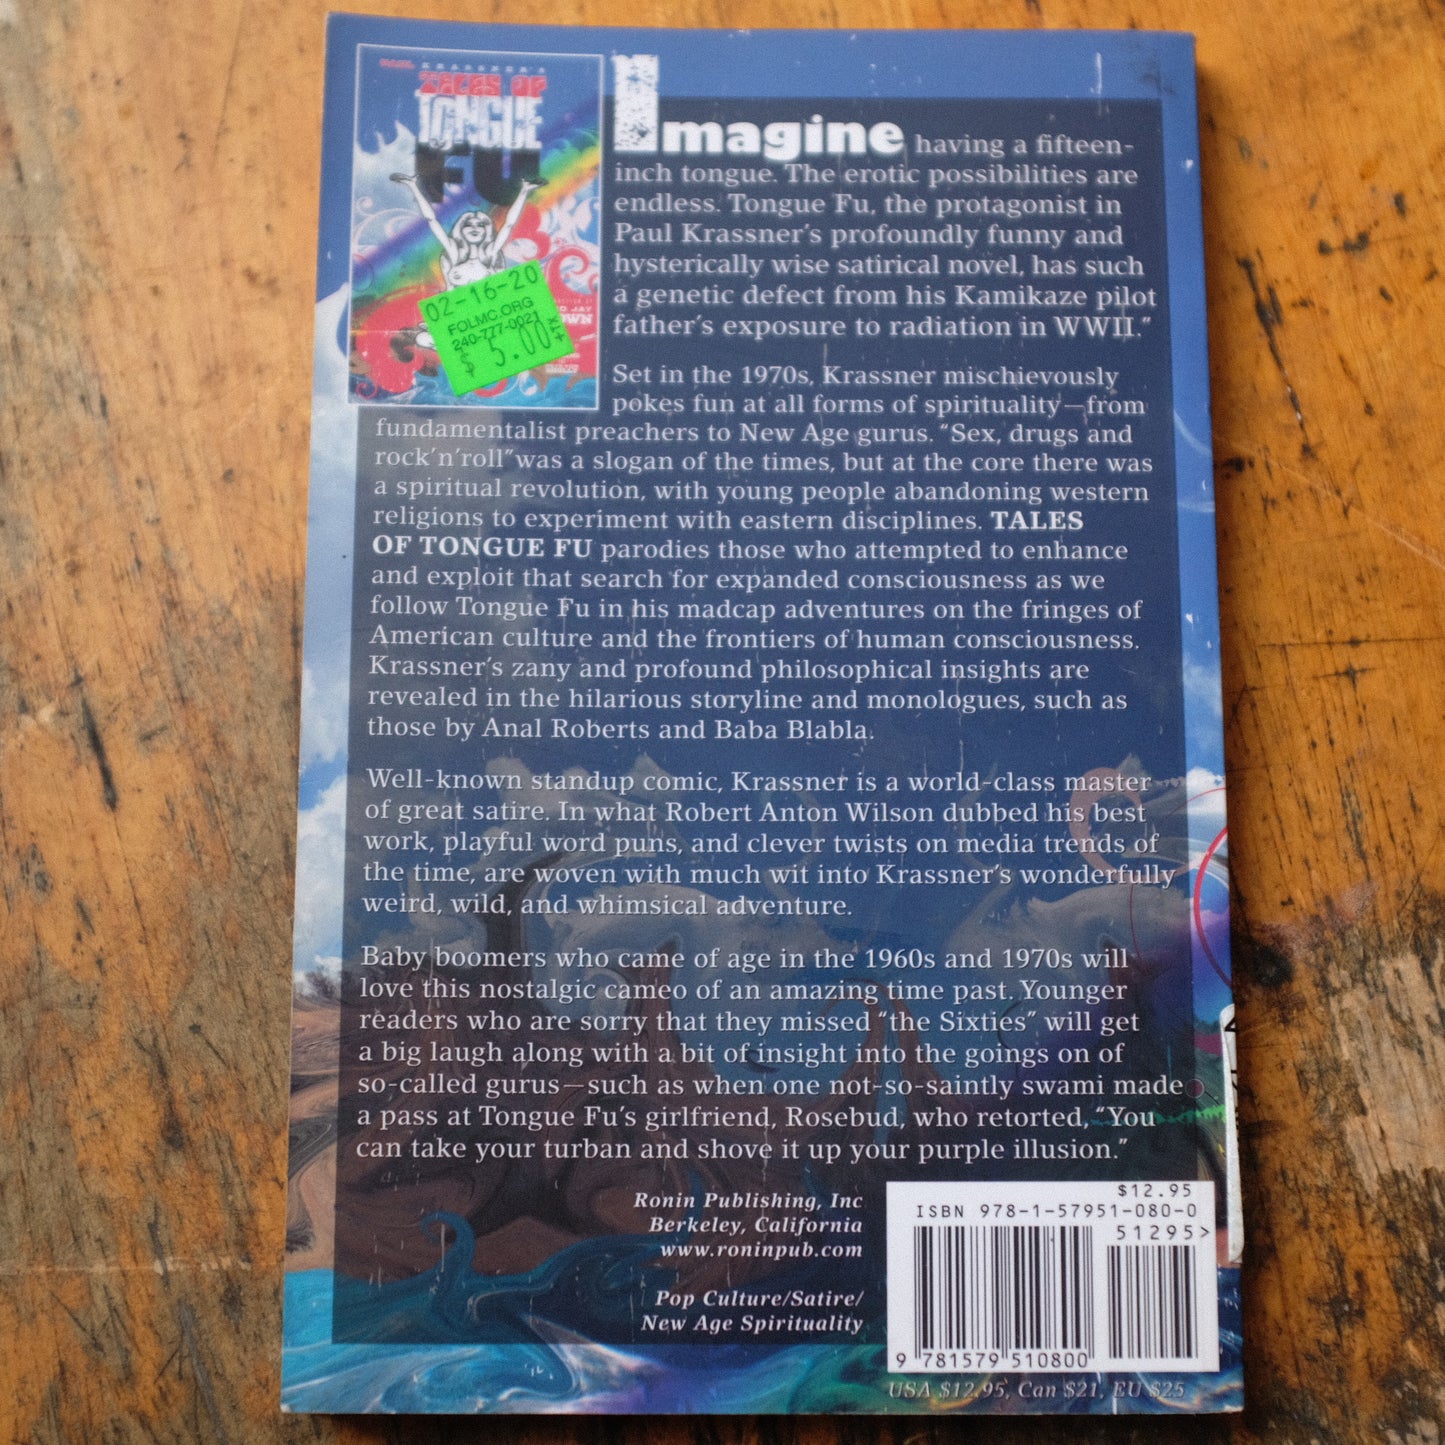 PAUL KRASSNER'S
TALES OF
TONGUE
FU
02-16-20
FOLMC.ORG
240-777-0021
$ 5.00
Imagine having a fifteen-
inch tongue. The erotic possibilities are
endless. Tongue Fu, the protagonist in
Paul Krassner's profoundly funny and
hysterically wise satirical novel, has such
a genetic defect from his Kamikaze pilot
father's exposure to radiation in WWII."
Set in the 1970s, Krassner mischievously
pokes fun at all forms of spirituality—from
fundamentalist preachers to New Age gurus. "Sex, drugs and
rock'n'roll" was a slogan of the times, but at the core there was
a spiritual revolution, with young people abandoning western
religions to experiment with eastern disciplines. TALES
OF TONGUE FU parodies those who attempted to enhance
and exploit that search for expanded consciousness as we
follow Tongue Fu in his madcap adventures on the fringes of
American culture and the frontiers of human consciousness.
Krassner's zany and profound philosophical insights are
revealed in the hilarious storyline and monologues, such as
those by Anal Roberts and Baba Blabla.
Well-known standup comic, Krassner is a world-class master
of great satire. In what Robert Anton Wilson dubbed his best
work, playful word puns, and clever twists on media trends of
the time, are woven with much wit into Krassner's wonderfully
weird, wild, and whimsical adventure.
Baby boomers who came of age in the 1960s and 1970s will
love this nostalgic cameo of an amazing time past. Younger
readers who are sorry that they missed "the Sixties" will get
a big laugh along with a bit of insight into the goings on of
so-called gurus—such as when one not-so-saintly swami made
a pass at Tongue Fu's girlfriend, Rosebud, who retorted, "You
can take your turban and shove it up your purple illusion."
Ronin Publishing, Inc
Berkeley, California
www.roninpub.com
Pop Culture/Satire/
New Age Spirituality
$12.95
ISBN 978-1-57951-080-0
51295>
9 781579 510800
USA $12.95, Can $21, EU $25